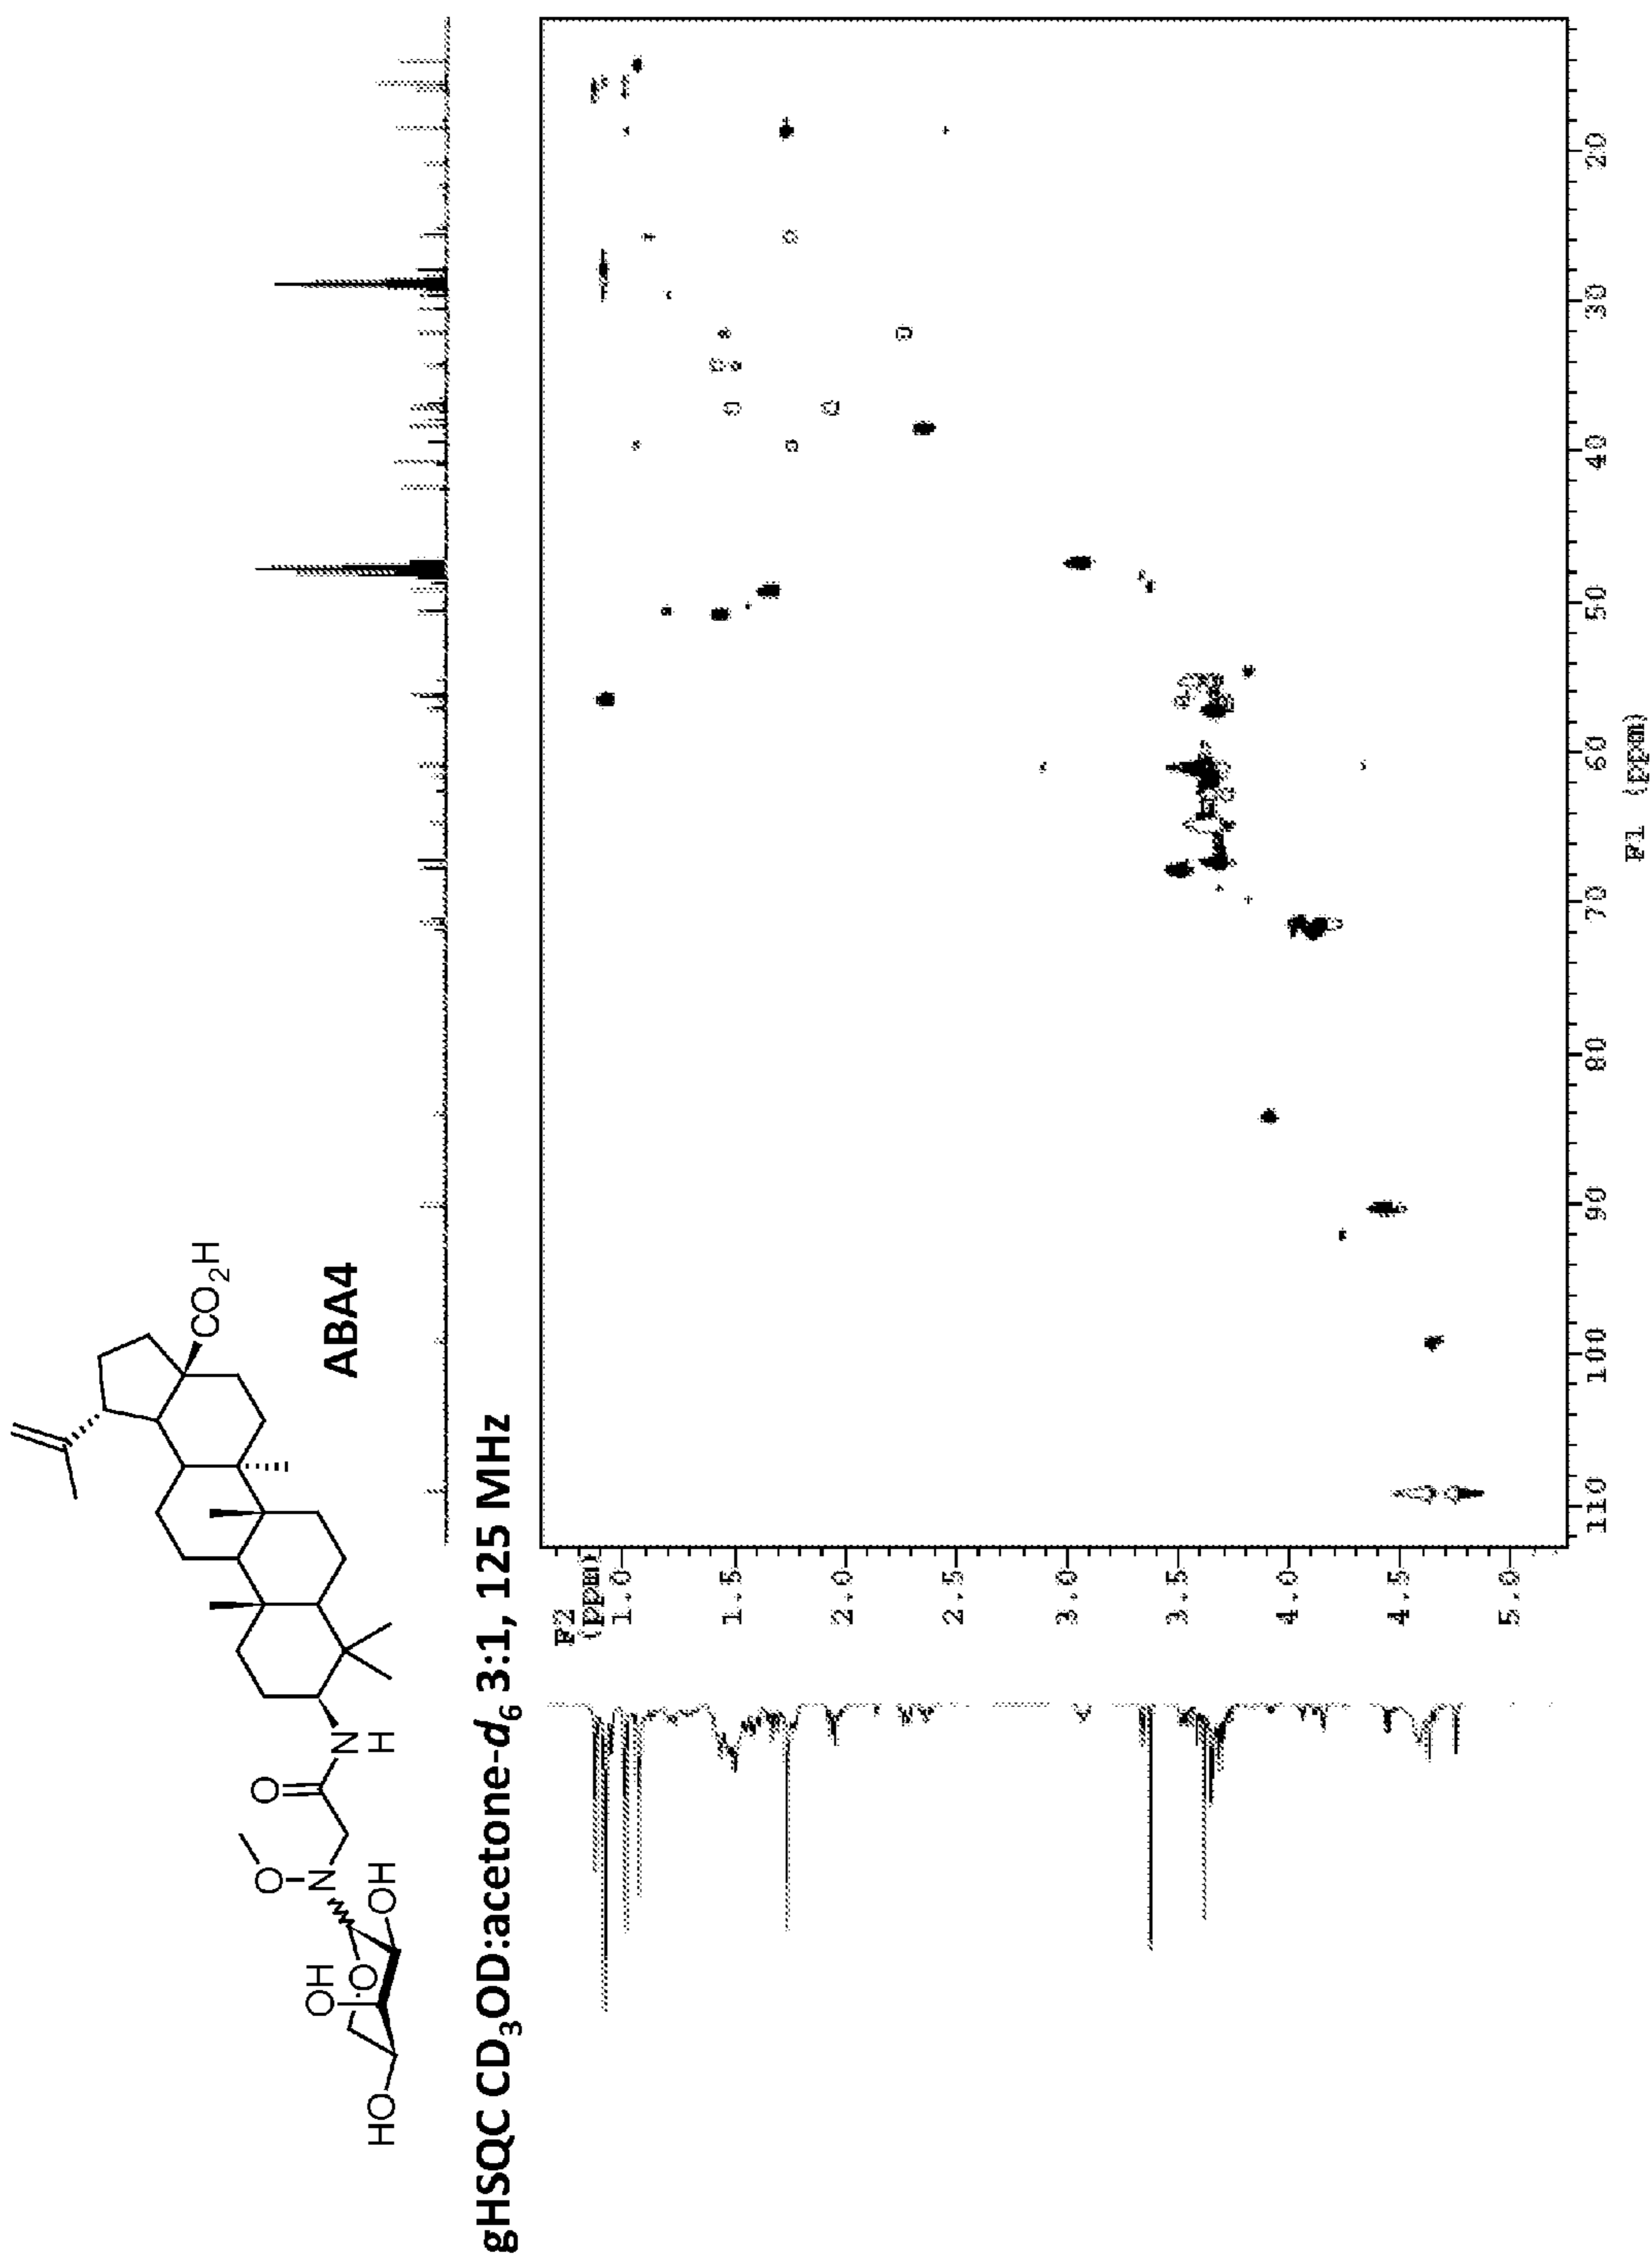 CO2H
ABA4
O
N
H
O
N
OH
OH
O
HO
gHSQC CD3OD:acetone-d6 3:1, 125 MHz
F2
(ppm)
1.0
1.5
2.0
2.5
3.0
3.5
4.0
4.5
5.0
110
100
90
80
70
60
50
40
30
20
F1 (ppm)